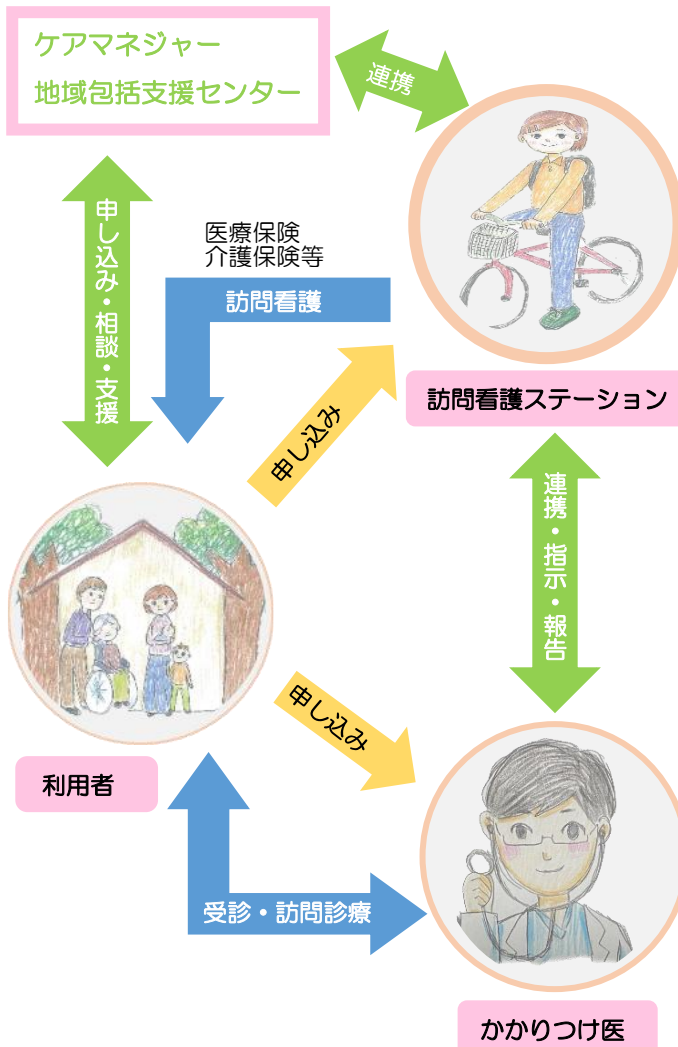 ケアマネジャー
地域包括支援センター
連携
申し込み・相談・支援
医療保険
介護保険等
訪問看護
訪問看護ステーション
申し込み
連携・指示・報告
申し込み
利用者
受診・訪問診療
かかりつけ医